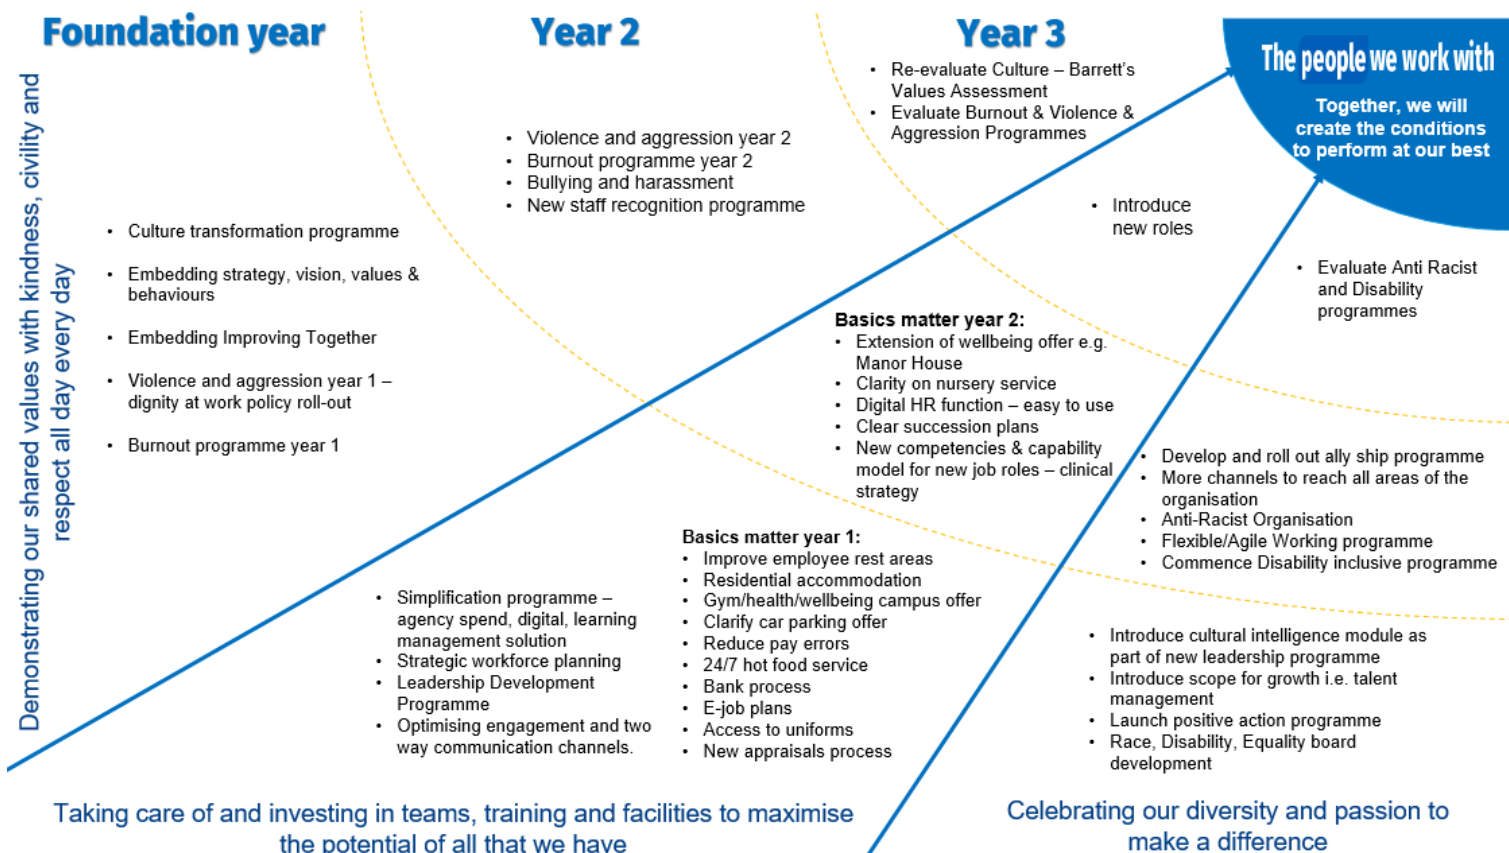 Foundation year
Year 2
Year 3
The people we work with
Together, we will
create the conditions
to perform at our best
Demonstrating our shared values with kindness, civility and
respect all day every day
• Culture transformation programme
• Embedding strategy, vision, values &
behaviours
• Embedding Improving Together
• Violence and aggression year 1 –
dignity at work policy roll-out
• Burnout programme year 1
• Violence and aggression year 2
• Burnout programme year 2
• Bullying and harassment
• New staff recognition programme
• Re-evaluate Culture – Barrett's
Values Assessment
• Evaluate Burnout & Violence &
Aggression Programmes
• Simplification programme –
agency spend, digital, learning
management solution
• Strategic workforce planning
• Leadership Development
Programme
• Optimising engagement and two
way communication channels.
Basics matter year 1:
• Improve employee rest areas
• Residential accommodation
• Gym/health/wellbeing campus offer
• Clarify car parking offer
• Reduce pay errors
• 24/7 hot food service
• Bank process
• E-job plans
• Access to uniforms
• New appraisals process
Basics matter year 2:
• Extension of wellbeing offer e.g.
Manor House
• Clarity on nursery service
• Digital HR function – easy to use
• Clear succession plans
• New competencies & capability
model for new job roles – clinical
strategy
• Introduce
new roles
• Introduce cultural intelligence module as
part of new leadership programme
• Introduce scope for growth i.e. talent
management
• Launch positive action programme
• Race, Disability, Equality board
development
• Develop and roll out ally ship programme
• More channels to reach all areas of the
organisation
• Anti-Racist Organisation
• Flexible/Agile Working programme
• Commence Disability inclusive programme
• Evaluate Anti Racist
and Disability
programmes
Taking care of and investing in teams, training and facilities to maximise
the potential of all that we have
Celebrating our diversity and passion to
make a difference